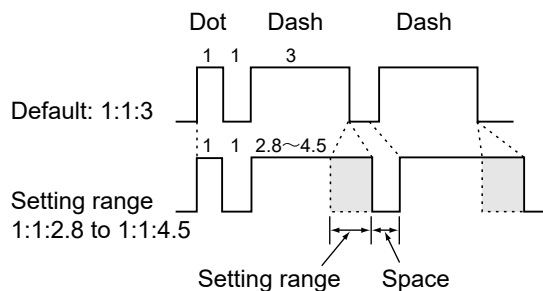 Dot Dash Dash
1 1 3
Default: 1:1:3
1 1 2.8～4.5
Setting range
1:1:2.8 to 1:1:4.5
Setting range Space